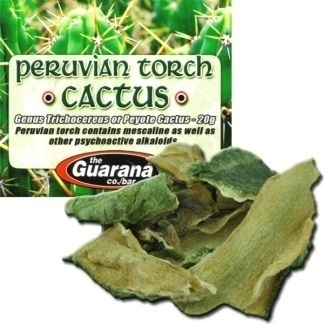 PERUVIAN TORCH
CACTUS
Genus Trichocereus or Peyote Cactus - 20g
Peruvian torch contains mescaline as well as
other psychoactive alkaloids
the
Guarana
co./bar